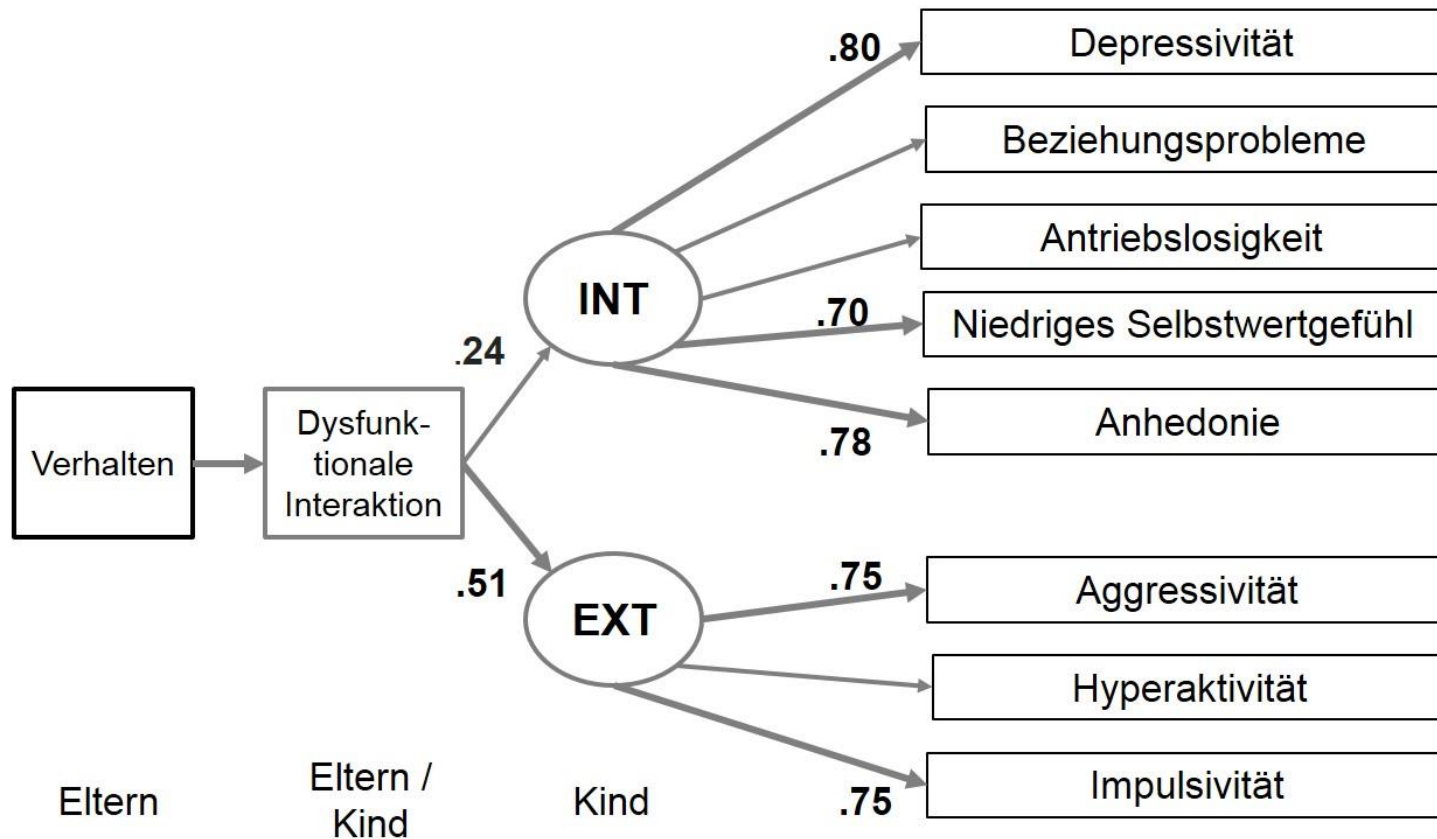 .80
Depressivität
Beziehungsprobleme
Antriebslosigkeit
INT
.70
Niedriges Selbstwertgefühl
.24
.78
Anhedonie
Verhalten
Dysfunk-
tionale
Interaktion
.51
EXT
.75
Aggressivität
Hyperaktivität
.75
Impulsivität
Eltern
Eltern /
Kind
Kind